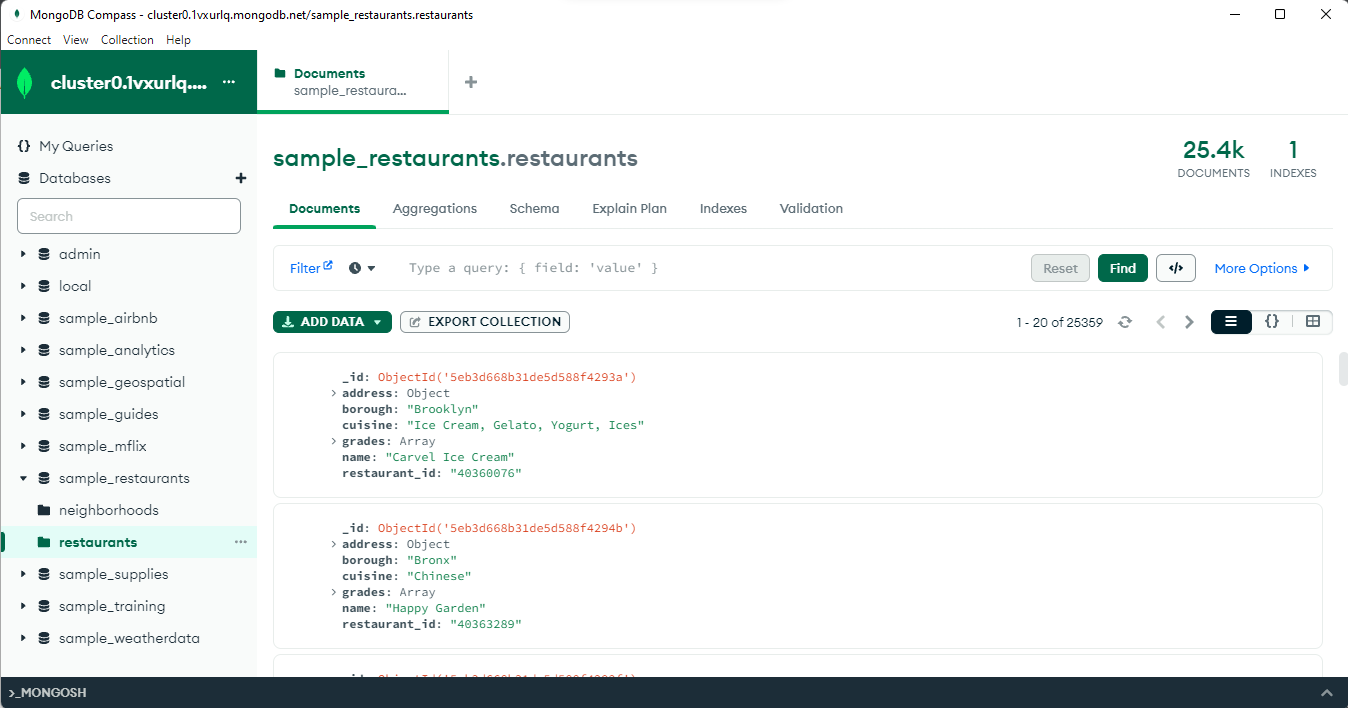 MongoDB Compass - cluster0.1vxurlq.mongodb.net/sample_restaurants.restaurants
Connect View Collection Help
cluster0.1vxurlq....
Documents
sample_restaura...
My Queries
Databases
Search
admin
local
sample_airbnb
sample_analytics
sample_geospatial
sample_guides
sample_mflix
sample_restaurants
neighborhoods
restaurants
sample_supplies
sample_training
sample_weatherdata
sample_restaurants.restaurants
25.4k
DOCUMENTS
1
INDEXES
Documents Aggregations Schema Explain Plan Indexes Validation
Filter Type a query: { field: 'value' } Reset Find </> More Options
ADD DATA EXPORT COLLECTION 1 - 20 of 25359 {}
_id: ObjectId('5eb3d668b31de5d588f4293a')
address: Object
borough: "Brooklyn"
cuisine: "Ice Cream, Gelato, Yogurt, Ices"
grades: Array
name: "Carvel Ice Cream"
restaurant_id: "40360076"
_id: ObjectId('5eb3d668b31de5d588f4294b')
address: Object
borough: "Bronx"
cuisine: "Chinese"
grades: Array
name: "Happy Garden"
restaurant_id: "40363289"
>_MONGOSH